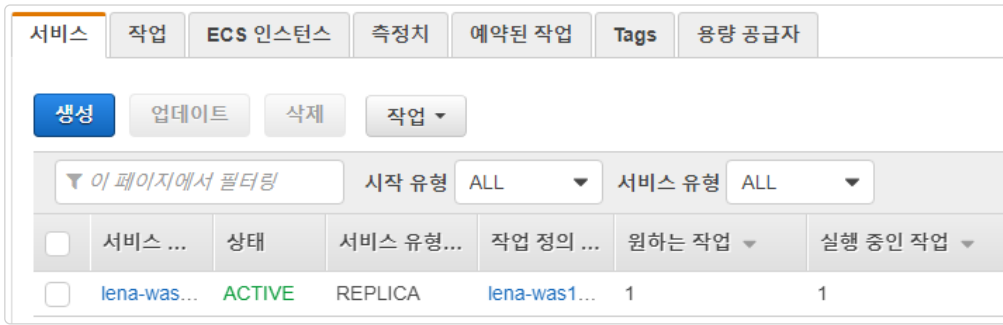 서비스 작업 ECS 인스턴스 측정치 예약된 작업 Tags 용량 공급자
생성 업데이트 삭제 작업
이 페이지에서 필터링 시작 유형 ALL 서비스 유형 ALL
서비스 ... 상태 서비스 유형... 작업 정의 ... 원하는 작업 실행 중인 작업
lena-was... ACTIVE REPLICA lena-was1... 1 1